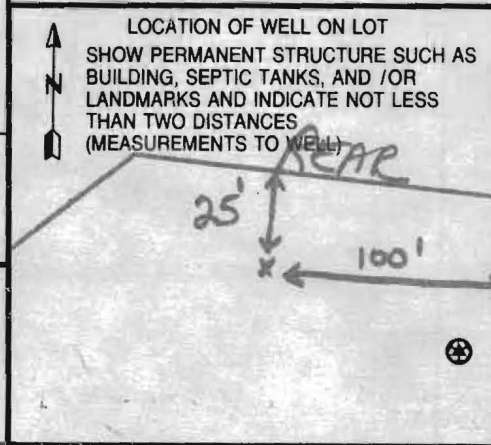 LOCATION OF WELL ON LOT
SHOW PERMANENT STRUCTURE SUCH AS
BUILDING, SEPTIC TANKS, AND /OR
LANDMARKS AND INDICATE NOT LESS
THAN TWO DISTANCES
(MEASUREMENTS TO WELL)
N
REAR
25'
x
100'